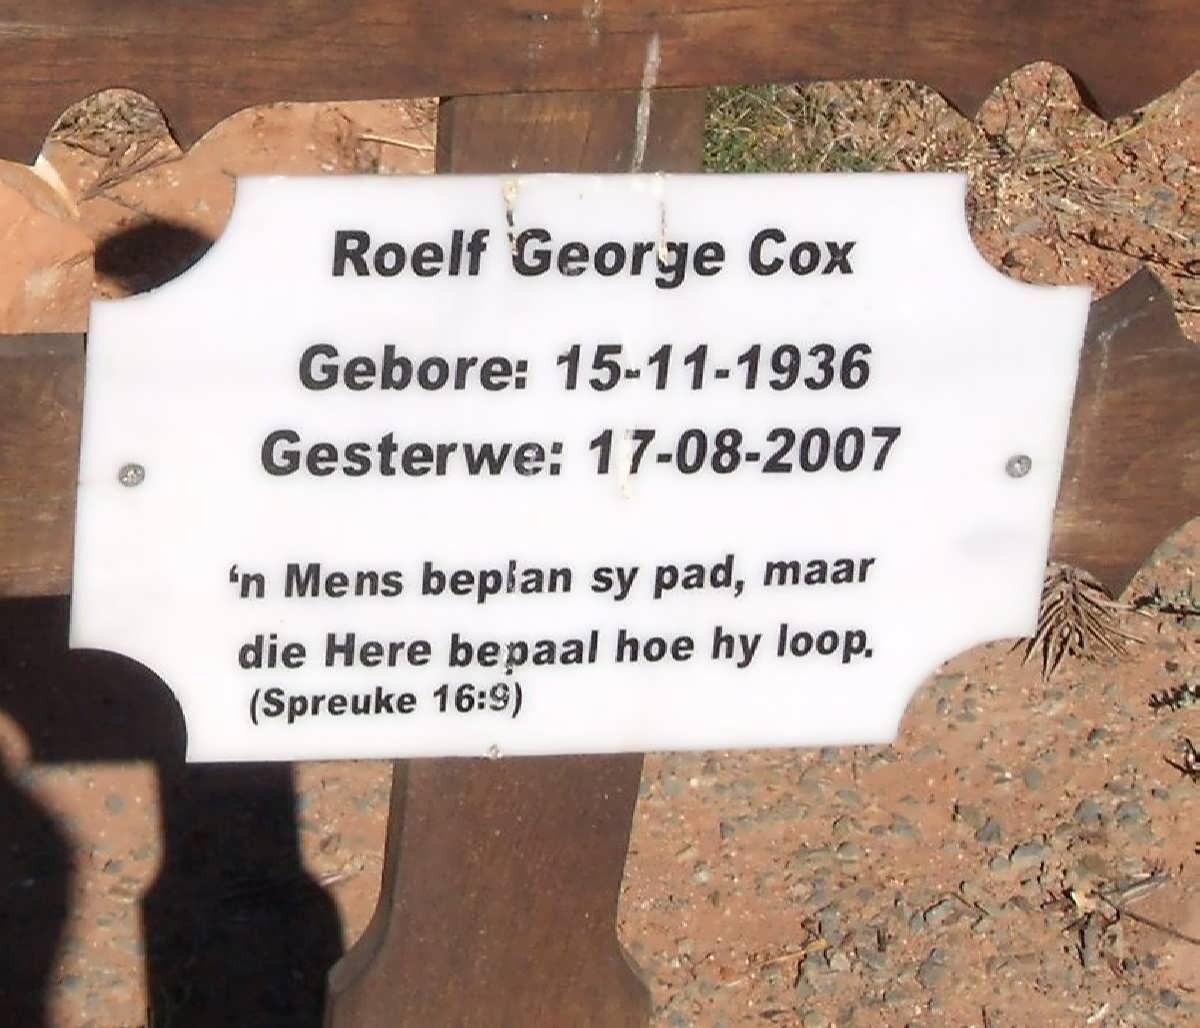 Roelf George Cox
Gebore: 15-11-1936
Gesterwe: 17-08-2007
‘n Mens beplan sy pad, maar
die Here bepaal hoe hy loop.
(Spreuke 16:9)